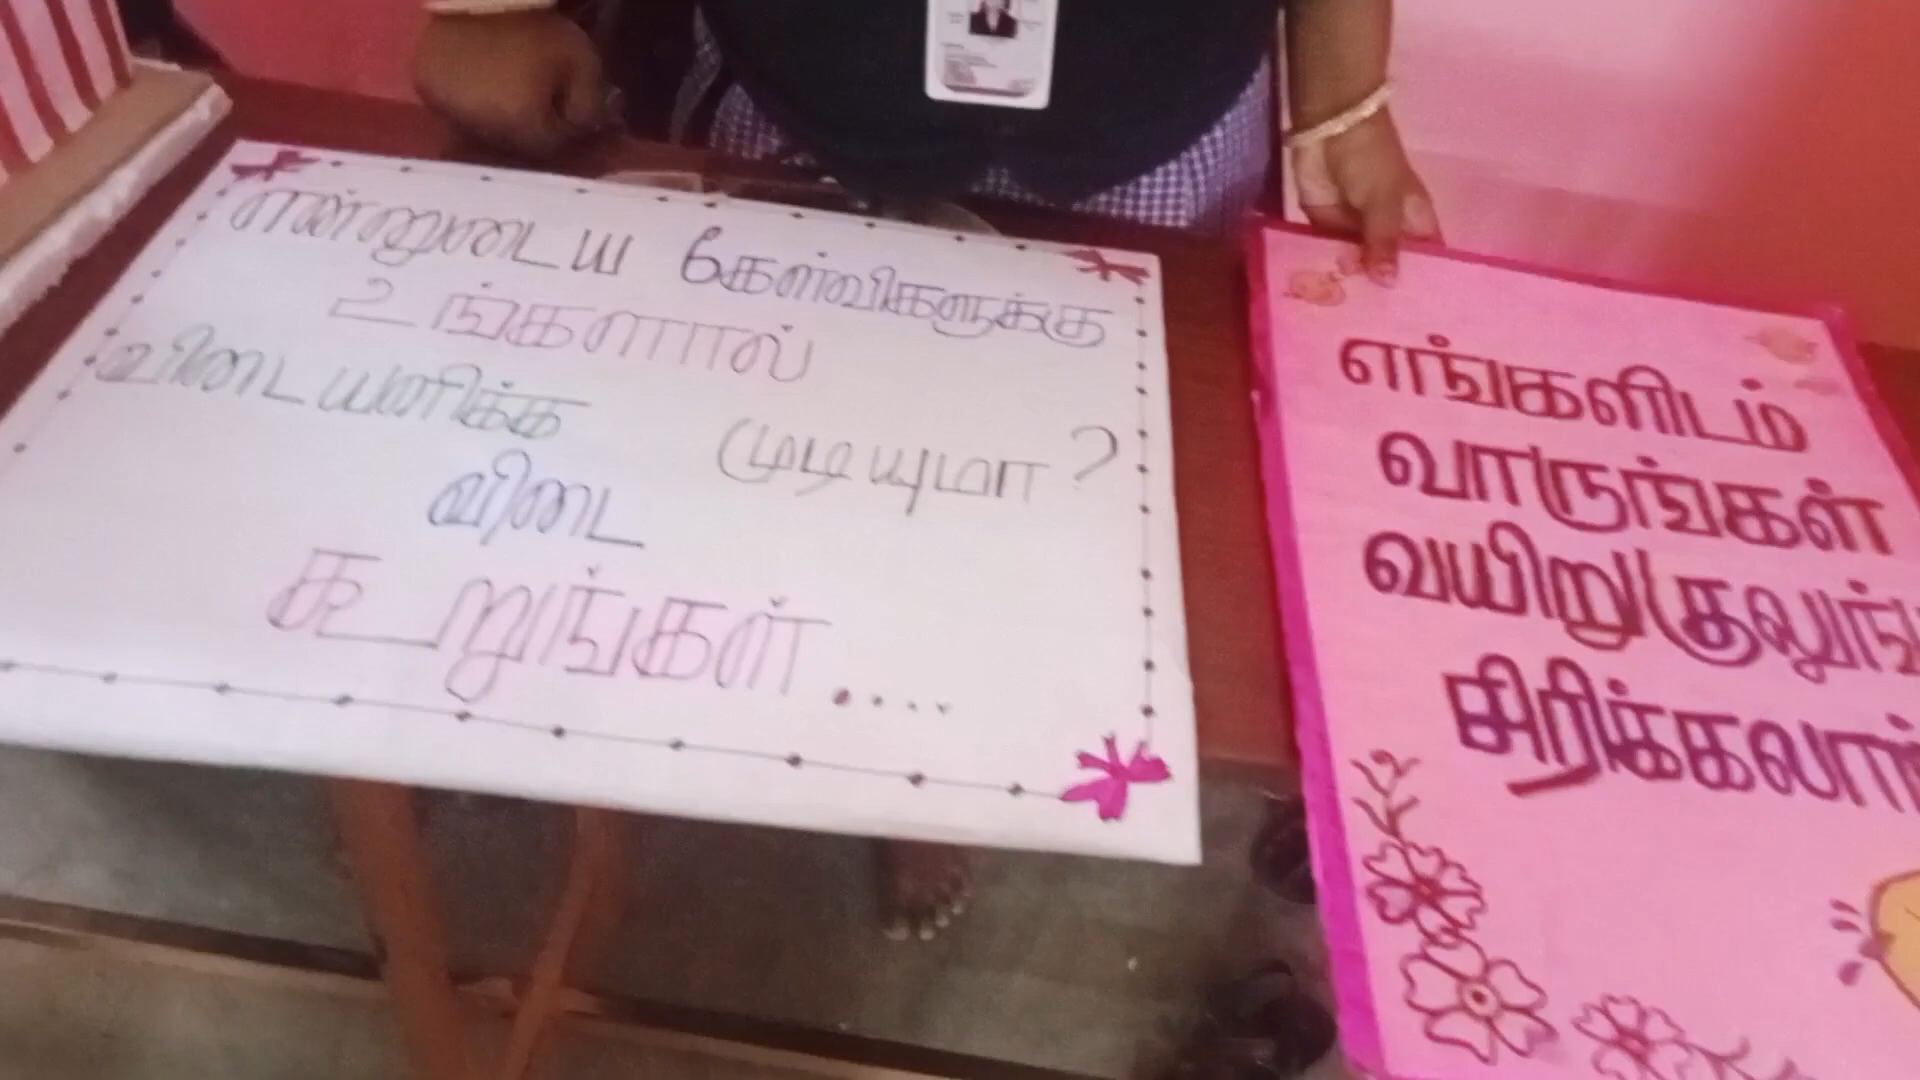 என்னுடைய கேள்விகளுக்கு
உங்களால்
விடையளிக்க முடியுமா?
விடை
கூறுங்கள்....
எங்களிடம்
வாருங்கள்
வயிறு
சிரிக்கலாம்